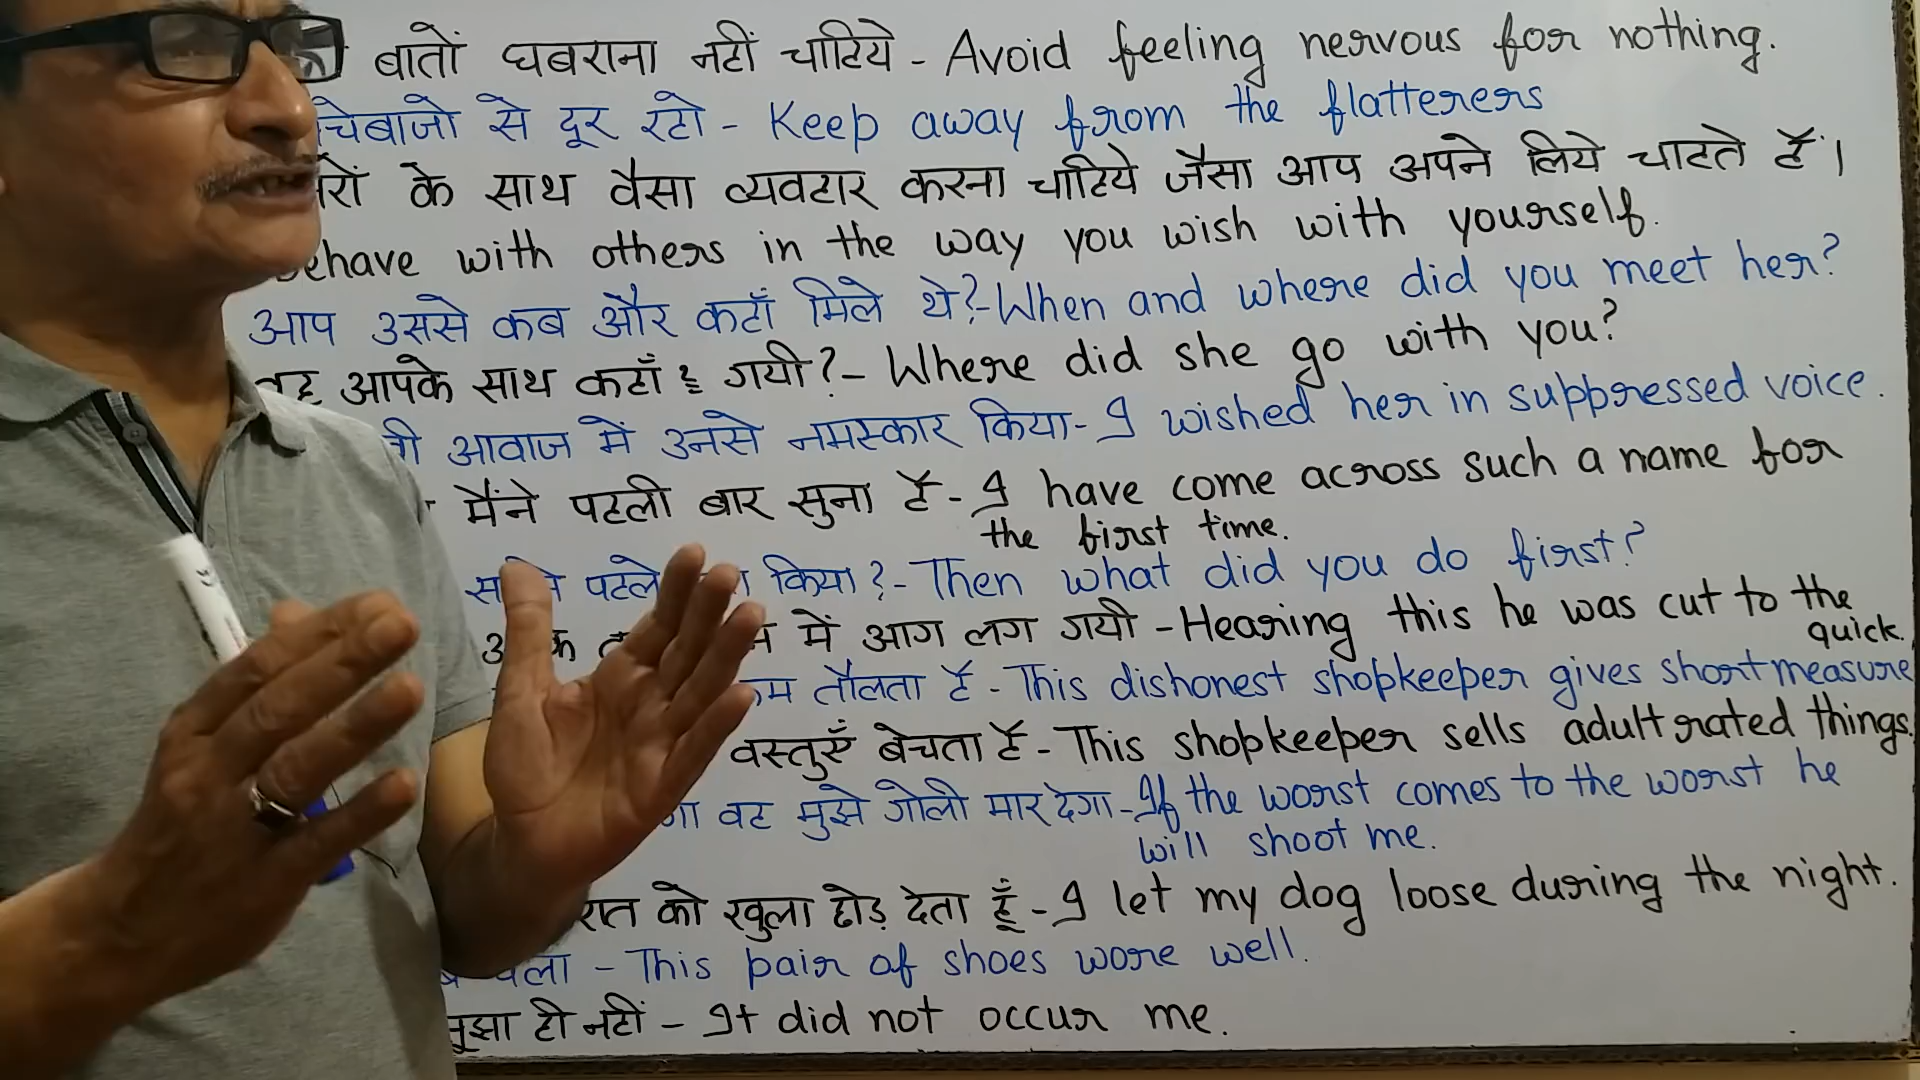 बातों घबराना नहीं चाहिये - Avoid feeling nervous for nothing.
से दूर रहो - Keep away from the flatterers
के साथ वैसा व्यवहार करना चाहिये जैसा आप अपने लिये चाहते हैं।
behave with others in the way you wish with yourself.
आप उससे कब और कहाँ मिले थे? - When and where did you meet her?
वह आपके साथ कहाँ गयी? - Where did she go with you?
आवाज में उनसे नमस्कार किया - I wished her in suppressed voice.
मैंने पहली बार सुना है - I have come across such a name for
the first time.
पहले किया? - Then what did you do first?
में आग लग गयी - Hearing this he was cut to the
quick.
तौलता है - This dishonest shopkeeper gives short measure
वस्तुएँ बेचता है - This shopkeeper sells adultrated things.
वह मुझे गोली मार देगा - If the worst comes to the worst he
will shoot me.
रात को खुला छोड़ देता हूँ - I let my dog loose during the night.
चला - This pair of shoes wore well.
सूझा ही नहीं - It did not occur me.